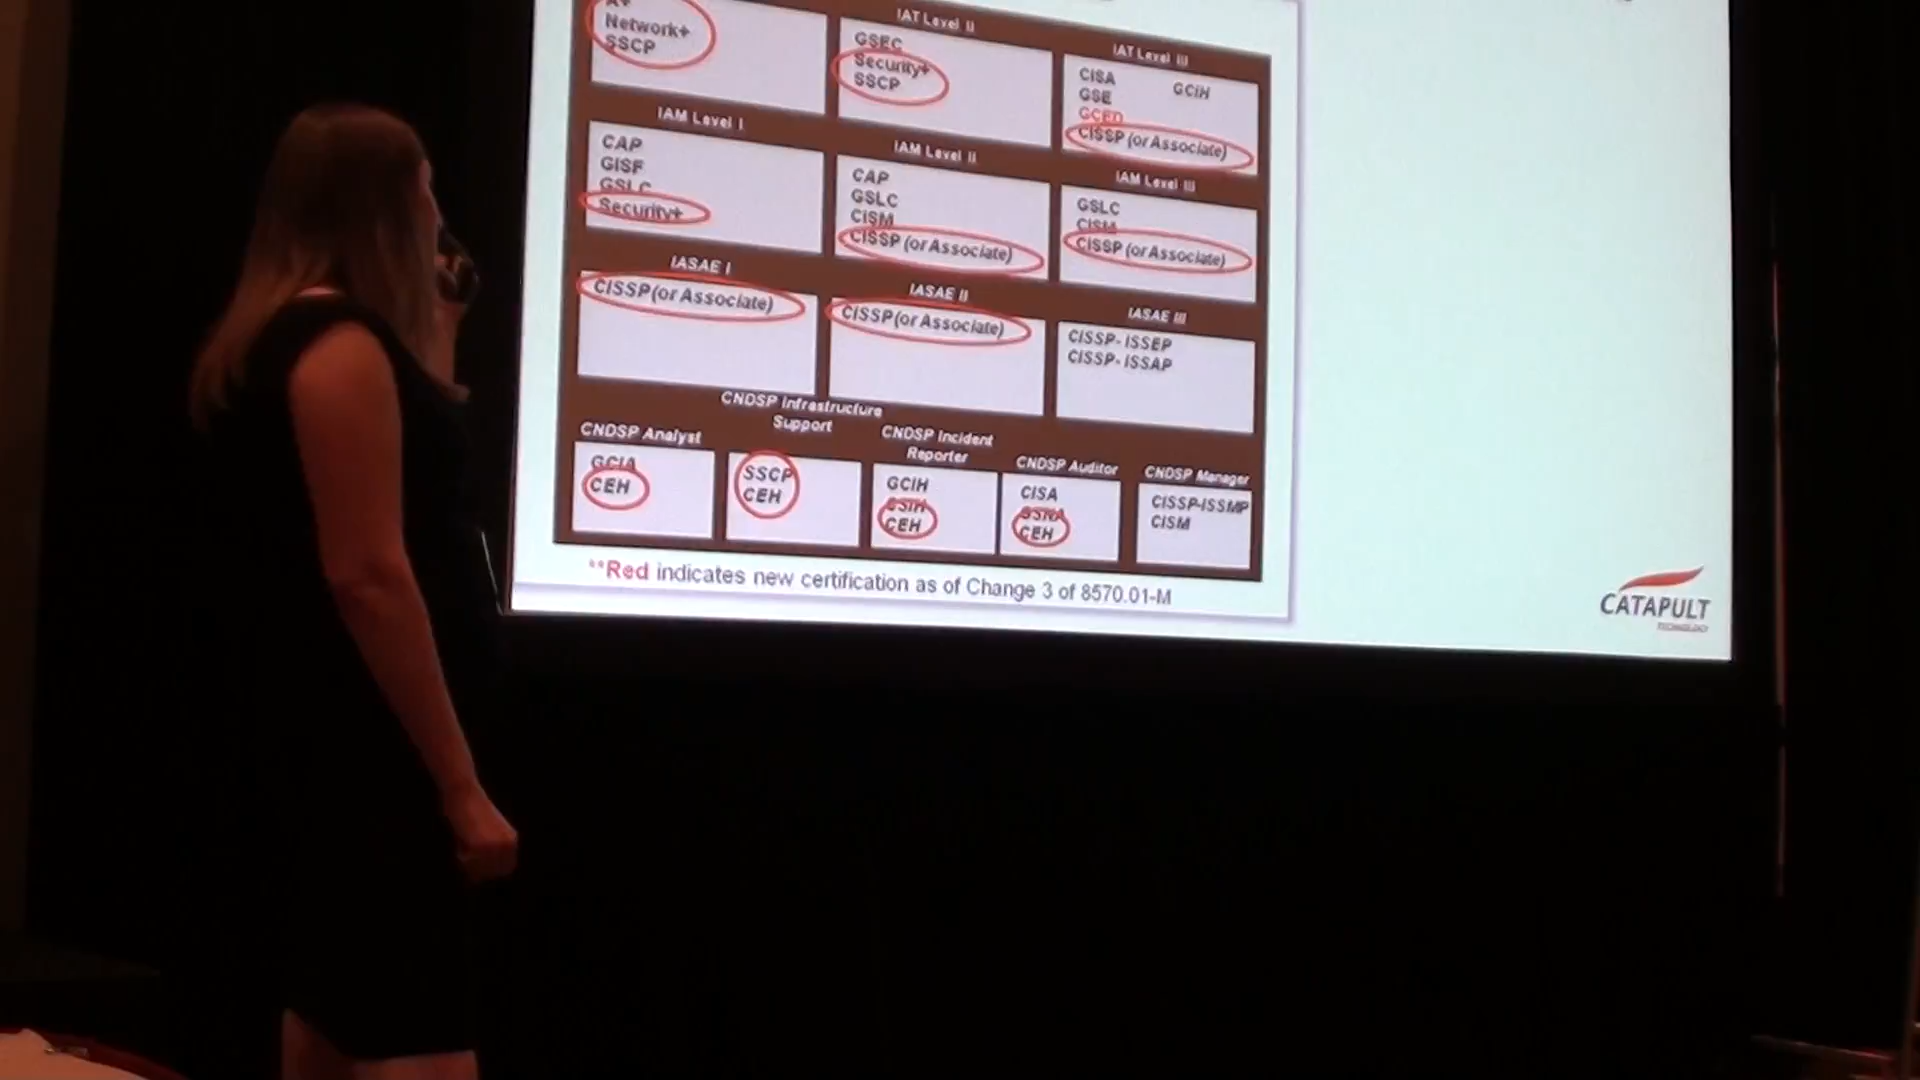 A+
Network+
SSCP
IAT Level II
GSEC
Security+
SSCP
IAT Level III
CISA GCIH
GSE
GCED
CISSP (or Associate)
IAM Level I
CAP
GISF
GSLC
Security+
IAM Level II
CAP
GSLC
CISM
CISSP (or Associate)
IAM Level III
GSLC
CISM
CISSP (or Associate)
IASAE I
CISSP (or Associate)
IASAE II
CISSP (or Associate)
IASAE III
CISSP- ISSEP
CISSP- ISSAP
CNDSP Analyst
GCIA
CEH
CNDSP Infrastructure
Support
SSCP
CEH
CNDSP Incident
Reporter
GCIH
CSIH
CEH
CNDSP Auditor
CISA
GSNA
CEH
CNDSP Manager
CISSP-ISSMP
CISM
**Red indicates new certification as of Change 3 of 8570.01-M
CATAPULT
TECHNOLOGY